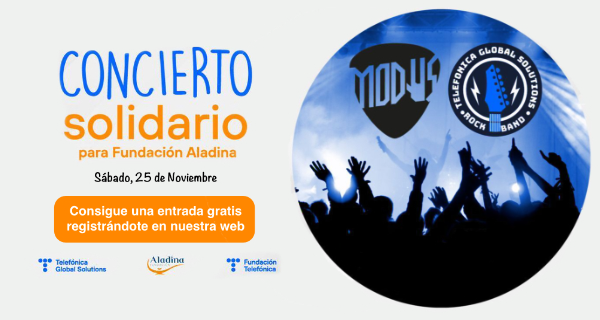 CONCIERTO
solidario
para Fundación Aladina
Sábado, 25 de Noviembre
Consigue una entrada gratis
registrándote en nuestra web
Telefónica
Global Solutions
Aladina
Fundación
Telefónica
MODUS
TELEFONICA GLOBAL SOLUTIONS
ROCK BAND